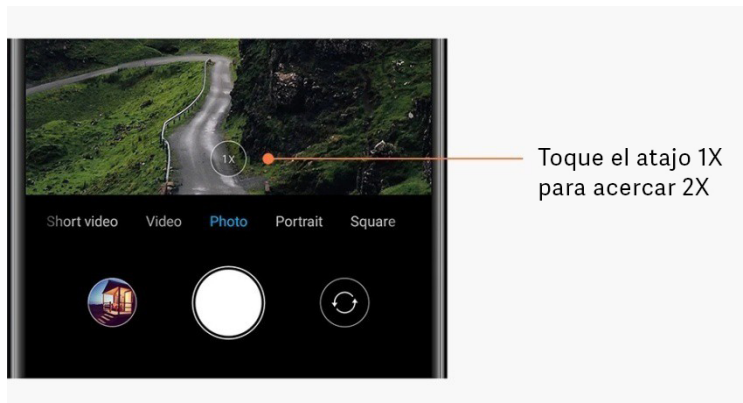 1X
Toque el atajo 1X
para acercar 2X
Short video Video Photo Portrait Square